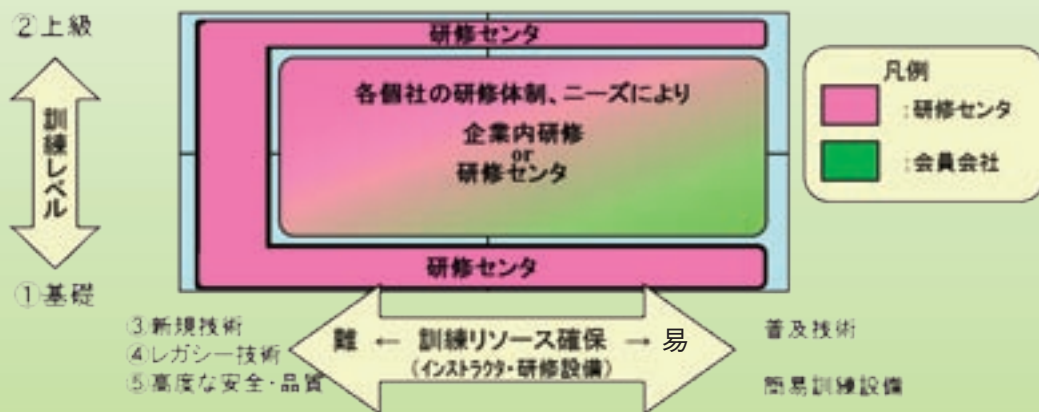 ②上級
訓練レベル
①基礎
研修センタ
各個社の研修体制、ニーズにより
企業内研修
or
研修センタ
研修センタ
凡例
:研修センタ
:会員会社
③新規技術
④レガシー技術
⑤高度な安全・品質
難 ← 訓練リソース確保 → 易
(インストラクタ・研修設備)
普及技術
簡易訓練設備